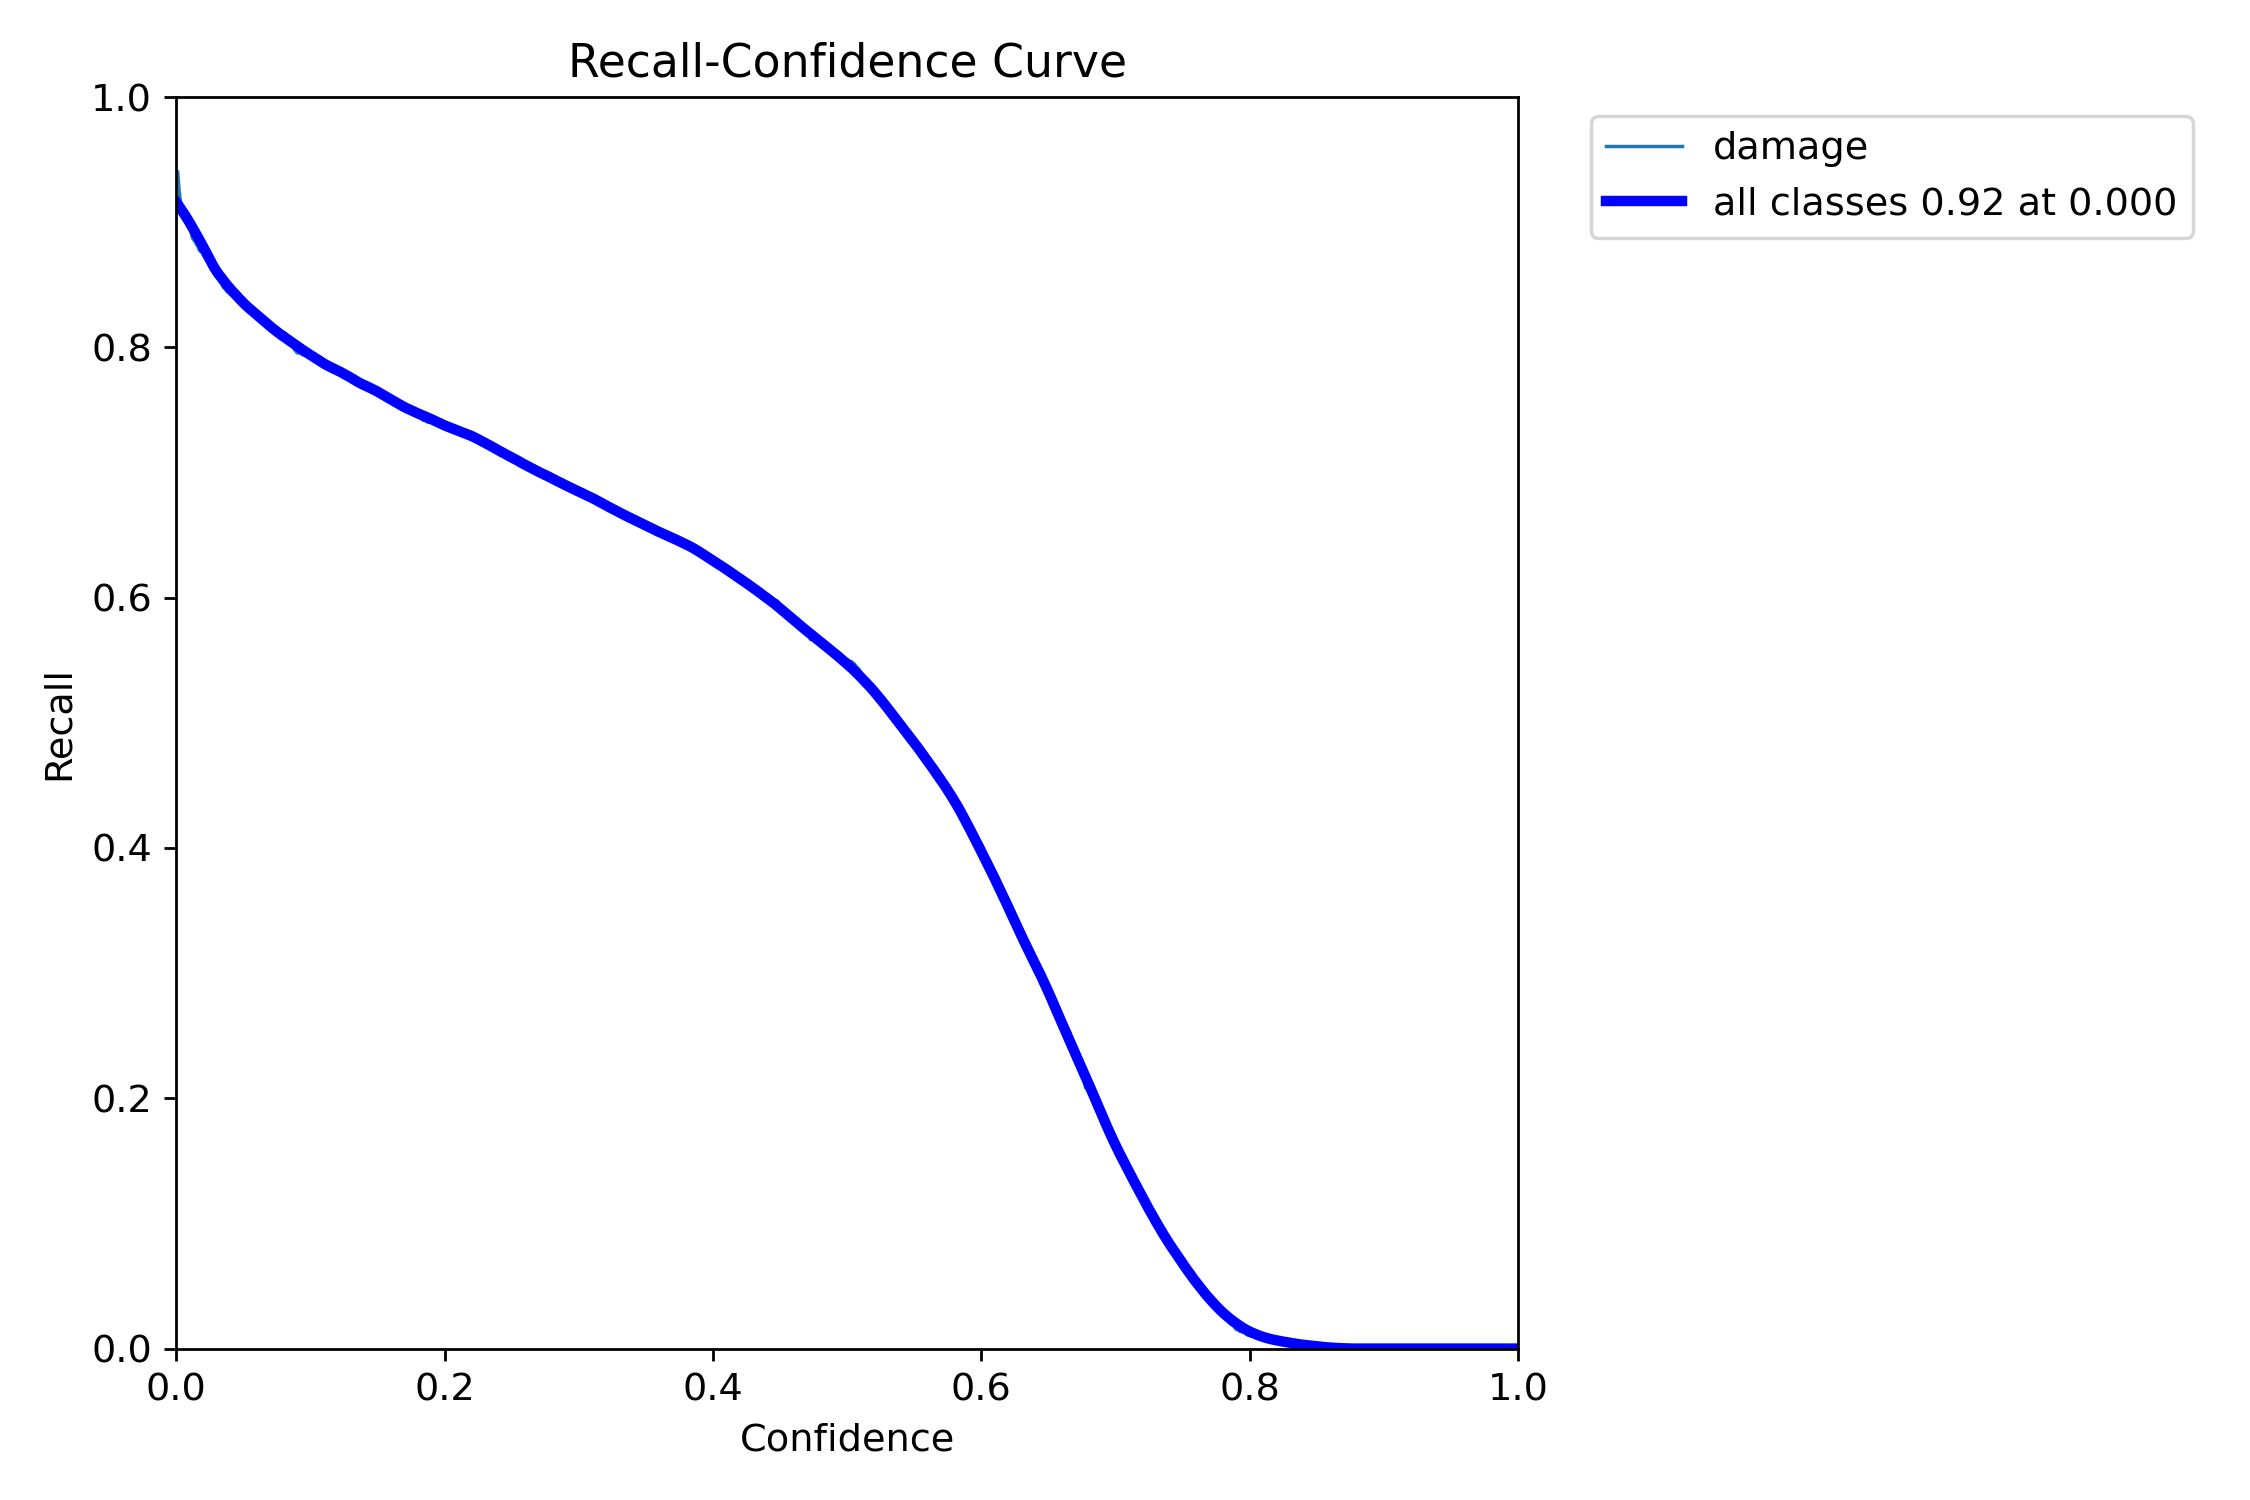 Recall-Confidence Curve
damage
all classes 0.92 at 0.000
Recall
1.0
0.8
0.6
0.4
0.2
0.0
0.0 0.2 0.4 0.6 0.8 1.0
Confidence